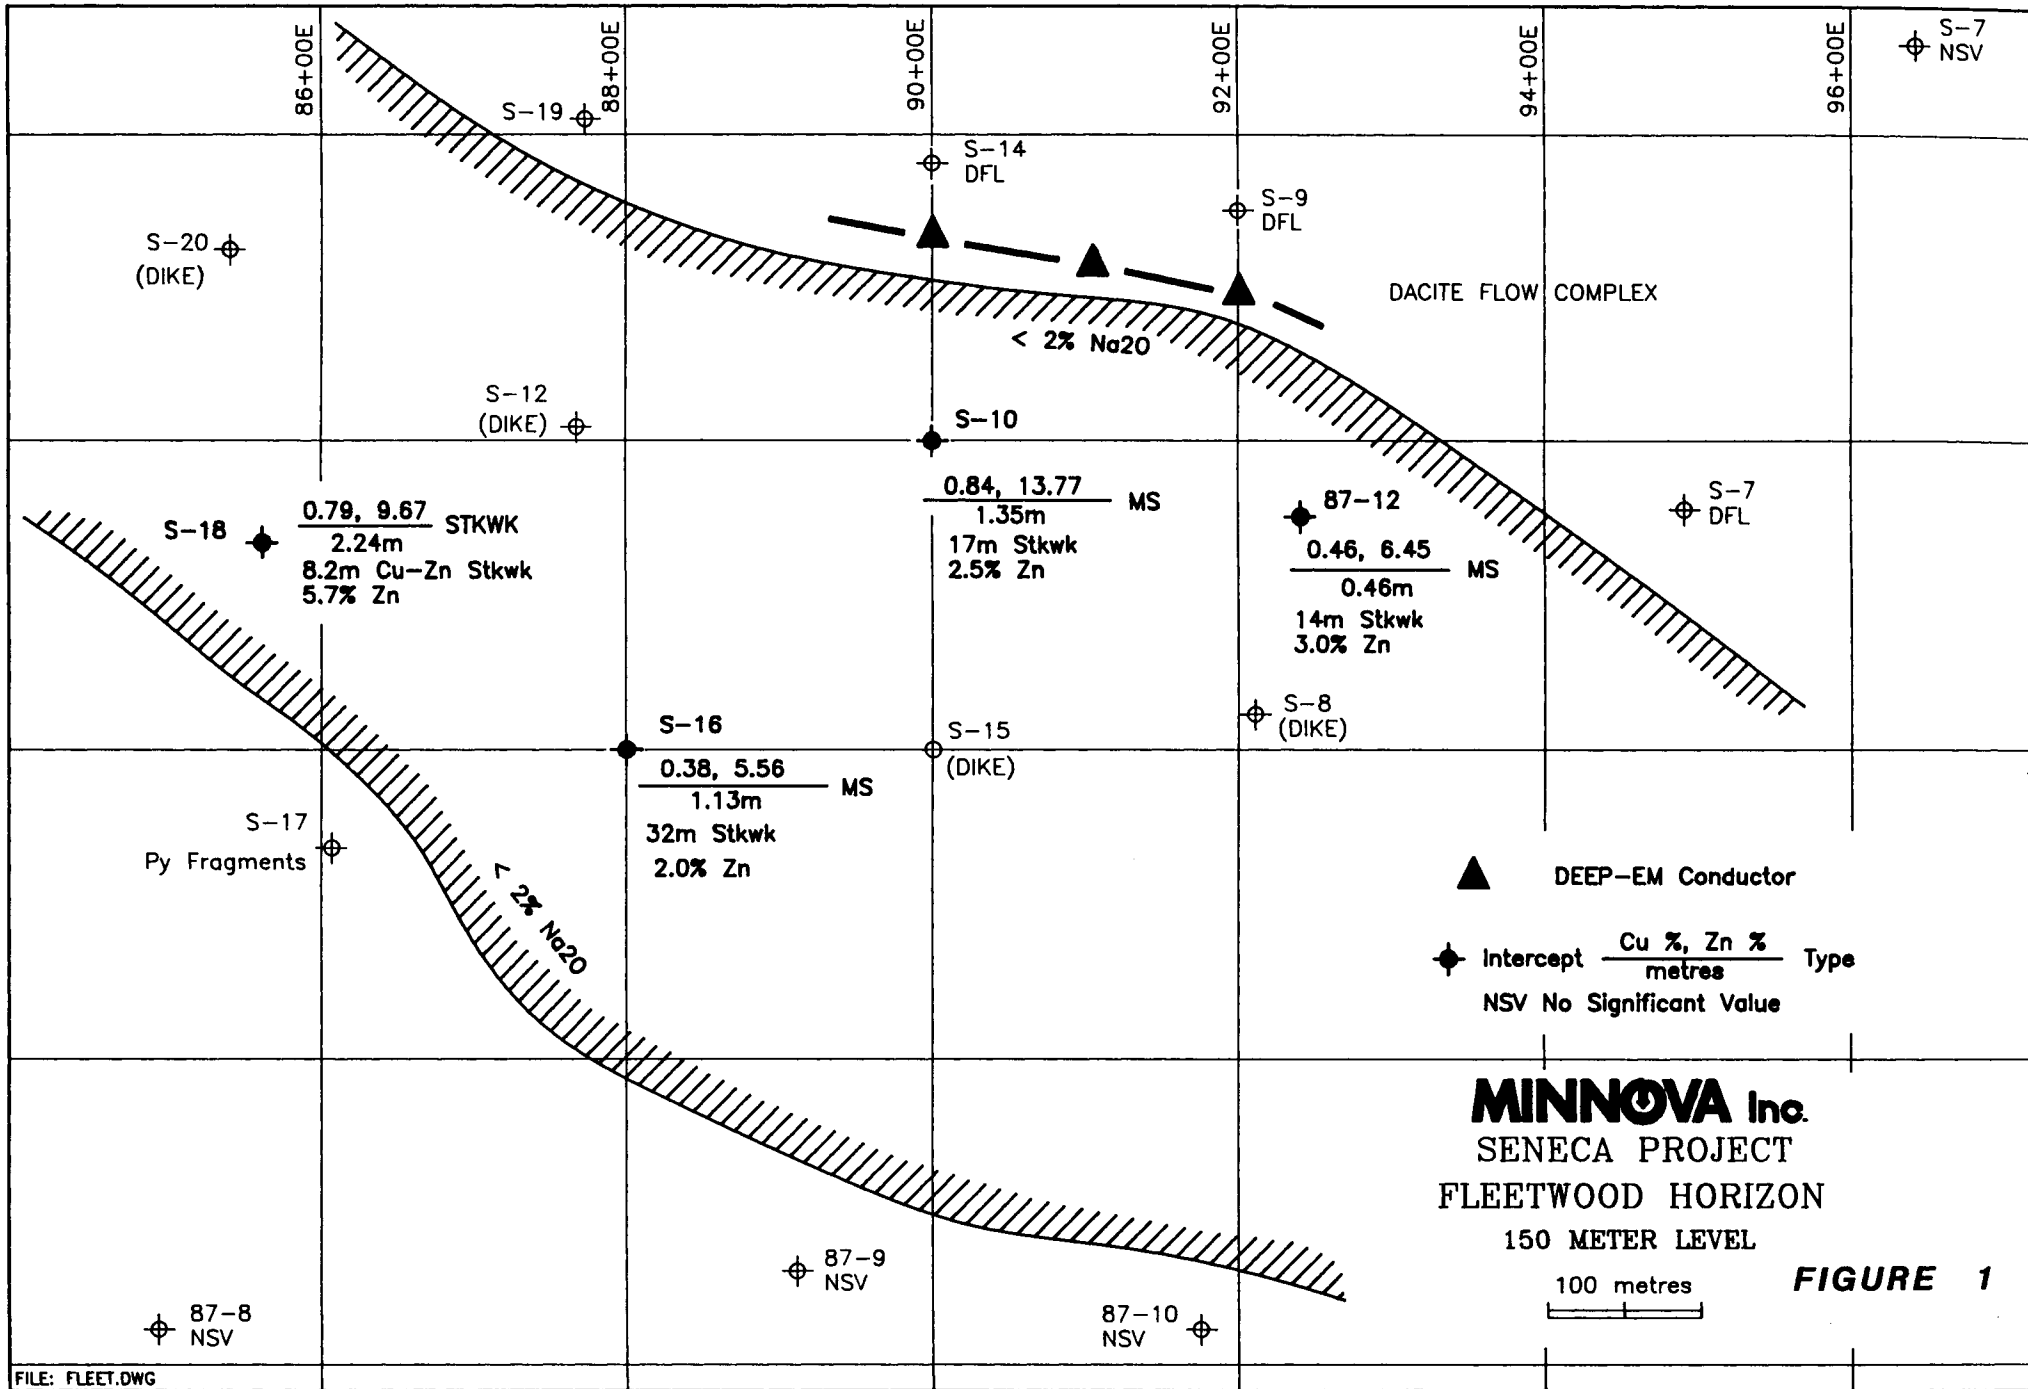 86+00E
88+00E
90+00E
92+00E
94+00E
96+00E
S-7
NSV
S-19
S-14
DFL
S-9
DFL
S-20
(DIKE)
DACITE FLOW COMPLEX
< 2% Na20
S-12
(DIKE)
S-10
0.84, 13.77
1.35m
MS
17m Stkwk
2.5% Zn
87-12
0.46, 6.45
0.46m
MS
14m Stkwk
3.0% Zn
S-7
DFL
S-18
0.79, 9.67
2.24m
STKWK
8.2m Cu-Zn Stkwk
5.7% Zn
S-16
0.38, 5.56
1.13m
MS
32m Stkwk
2.0% Zn
S-15
(DIKE)
S-8
(DIKE)
S-17
Py Fragments
< 2% Na20
DEEP-EM Conductor
Intercept Cu %, Zn % Type
metres
NSV No Significant Value
MINNOVA Inc.
SENECA PROJECT
FLEETWOOD HORIZON
150 METER LEVEL
100 metres
FIGURE 1
87-9
NSV
87-8
NSV
87-10
NSV
FILE: FLEET.DWG